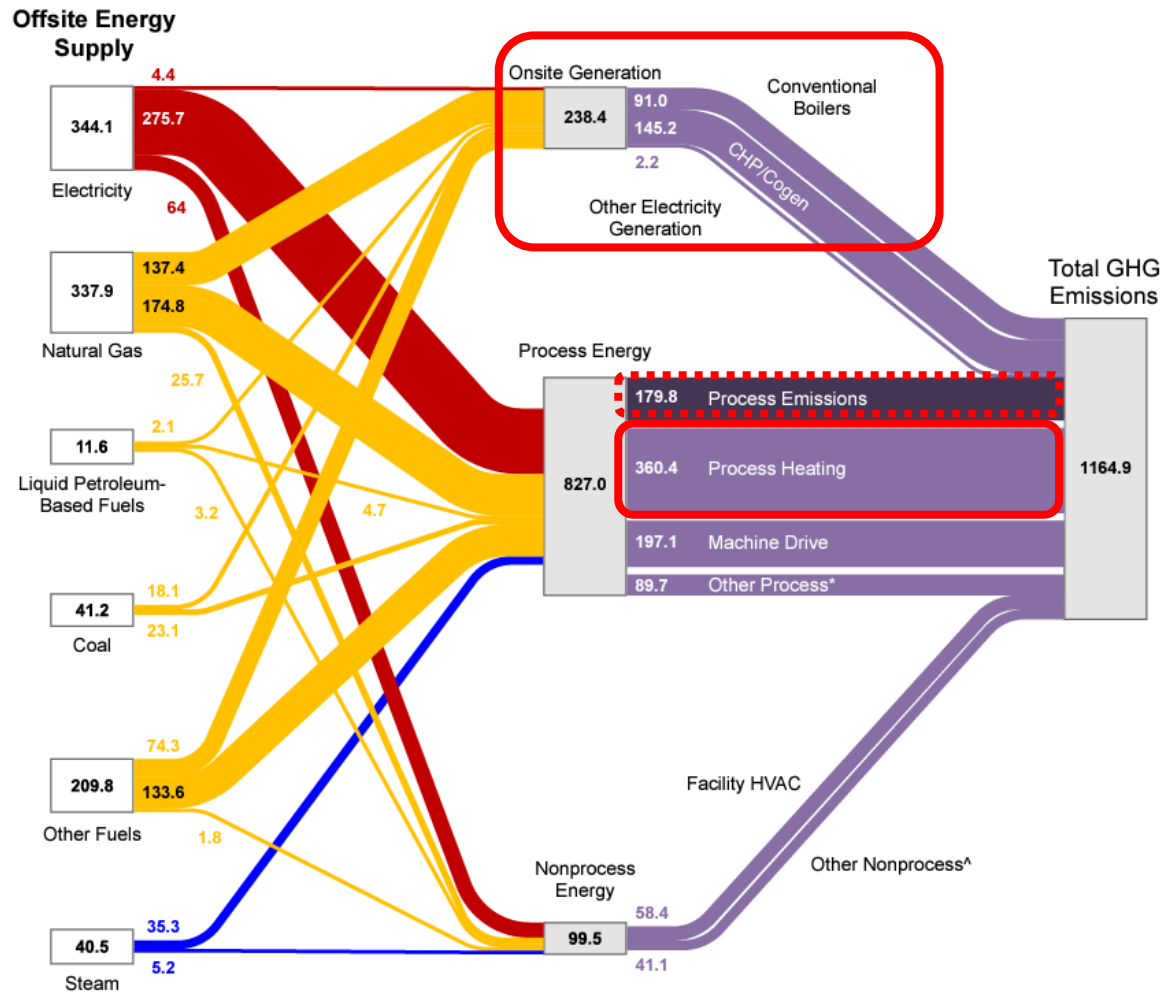 Offsite Energy
Supply
4.4
344.1
275.7
Electricity
64
137.4
337.9
174.8
Natural Gas
25.7
2.1
11.6
Liquid Petroleum-
Based Fuels
3.2
4.7
18.1
41.2
23.1
Coal
74.3
209.8
133.6
Other Fuels
1.8
35.3
40.5
5.2
Steam
Onsite Generation
238.4
91.0
145.2
2.2
Conventional
Boilers
CHP/Cogen
Other Electricity
Generation
Process Energy
827.0
179.8 Process Emissions
360.4 Process Heating
197.1 Machine Drive
89.7 Other Process*
Nonprocess
Energy
99.5
58.4
41.1
Facility HVAC
Other Nonprocess^
Total GHG
Emissions
1164.9